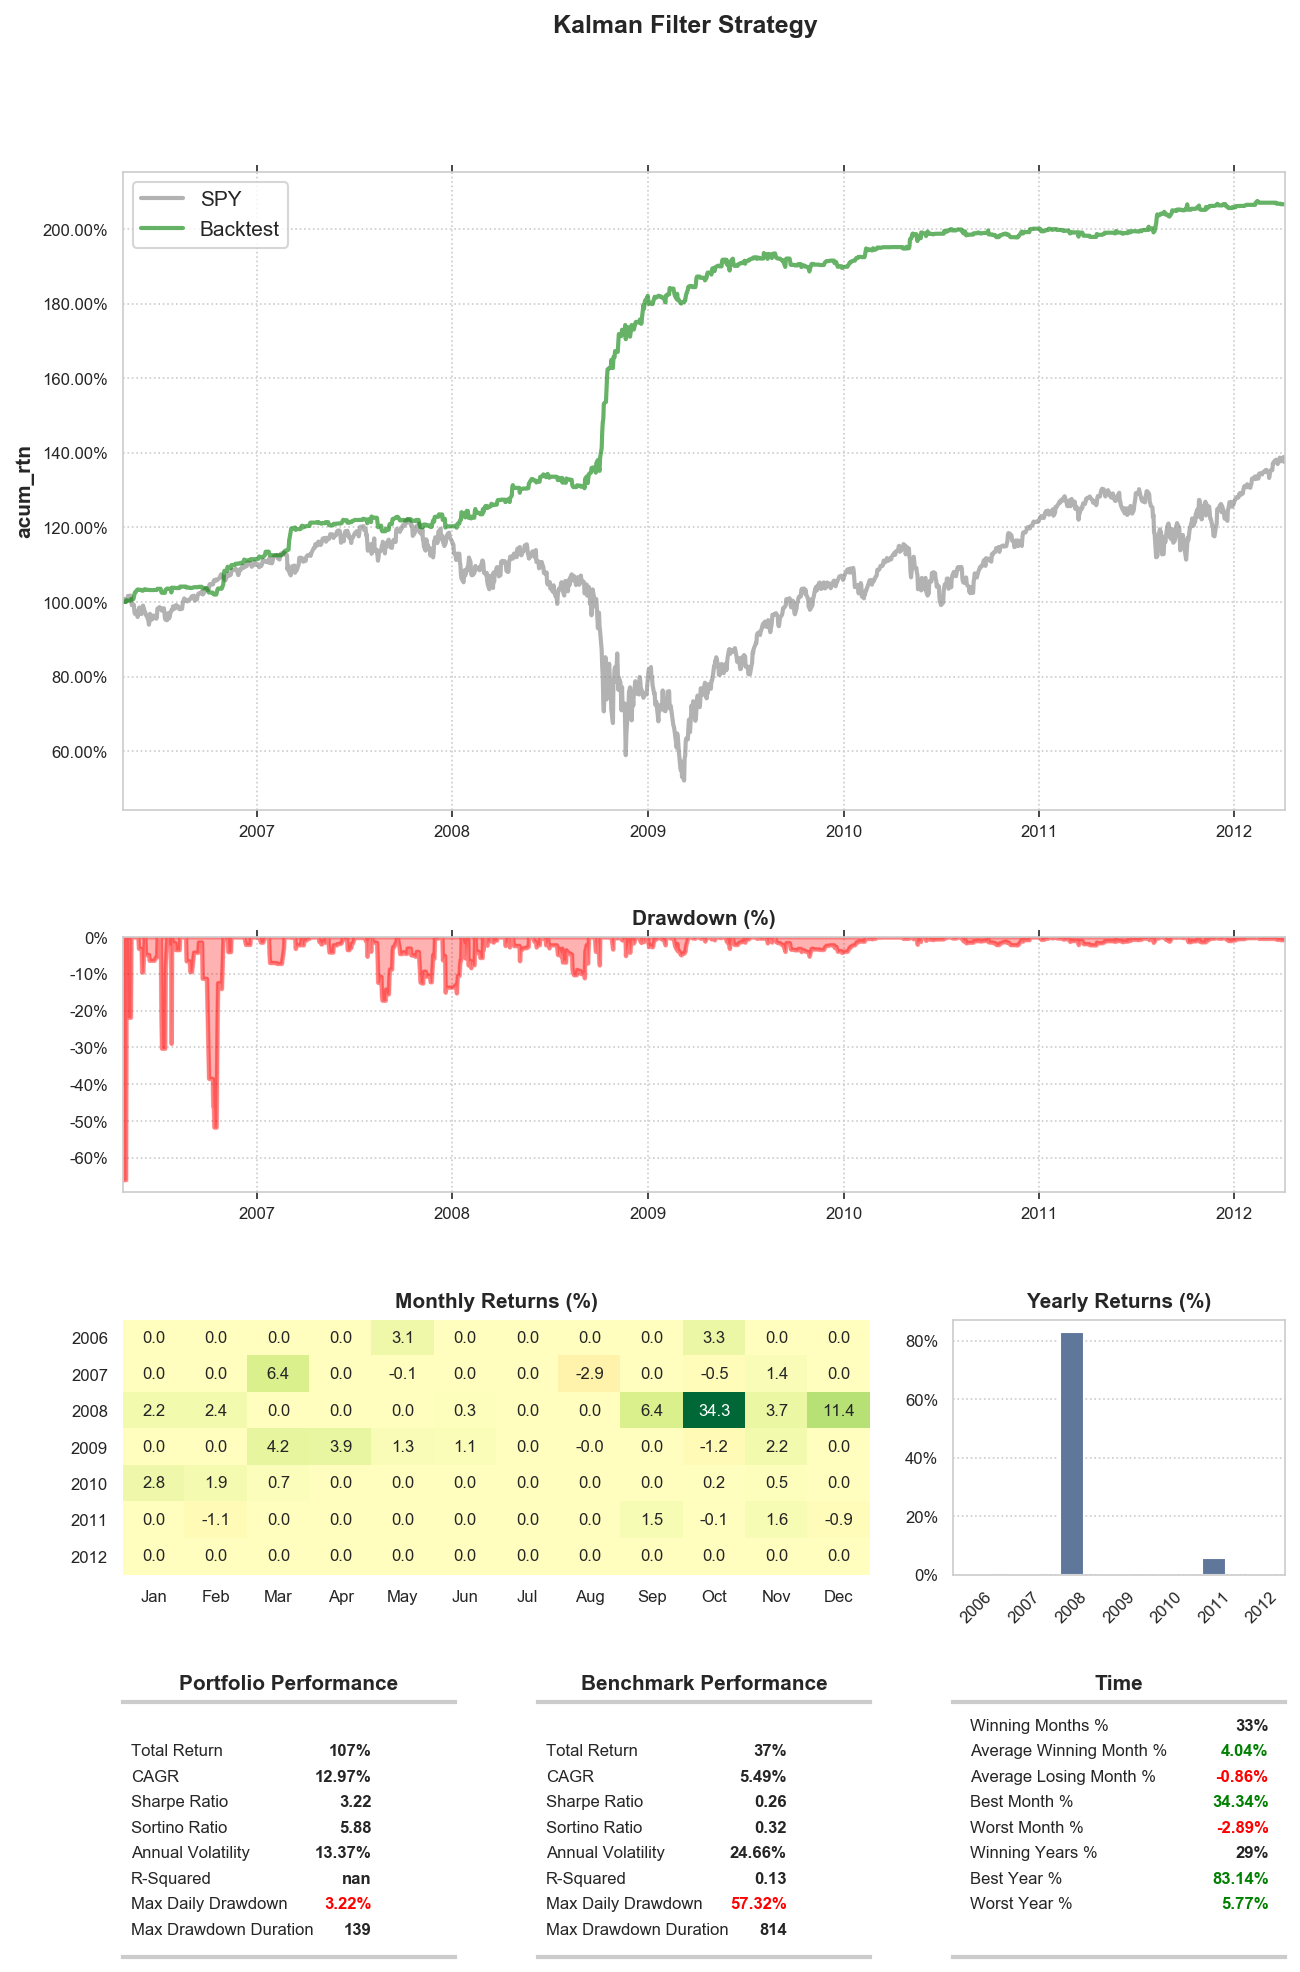 Kalman Filter Strategy
SPY
Backtest
acum_rtn
200.00%
180.00%
160.00%
140.00%
120.00%
100.00%
80.00%
60.00%
2007 2008 2009 2010 2011 2012
Drawdown (%)
0%
-10%
-20%
-30%
-40%
-50%
-60%
2007 2008 2009 2010 2011 2012
Monthly Returns (%)
2006 0.0 0.0 0.0 0.0 3.1 0.0 0.0 0.0 0.0 3.3 0.0 0.0
2007 0.0 0.0 6.4 0.0 -0.1 0.0 0.0 -2.9 0.0 -0.5 1.4 0.0
2008 2.2 2.4 0.0 0.0 0.0 0.3 0.0 0.0 6.4 34.3 3.7 11.4
2009 0.0 0.0 4.2 3.9 1.3 1.1 0.0 -0.0 0.0 -1.2 2.2 0.0
2010 2.8 1.9 0.7 0.0 0.0 0.0 0.0 0.0 0.0 0.2 0.5 0.0
2011 0.0 -1.1 0.0 0.0 0.0 0.0 0.0 0.0 1.5 -0.1 1.6 -0.9
2012 0.0 0.0 0.0 0.0 0.0 0.0 0.0 0.0 0.0 0.0 0.0 0.0
Jan Feb Mar Apr May Jun Jul Aug Sep Oct Nov Dec
Yearly Returns (%)
80%
60%
40%
20%
0%
2006 2007 2008 2009 2010 2011 2012
Portfolio Performance
Total Return 107%
CAGR 12.97%
Sharpe Ratio 3.22
Sortino Ratio 5.88
Annual Volatility 13.37%
R-Squared nan
Max Daily Drawdown 3.22%
Max Drawdown Duration 139
Benchmark Performance
Total Return 37%
CAGR 5.49%
Sharpe Ratio 0.26
Sortino Ratio 0.32
Annual Volatility 24.66%
R-Squared 0.13
Max Daily Drawdown 57.32%
Max Drawdown Duration 814
Time
Winning Months % 33%
Average Winning Month % 4.04%
Average Losing Month % -0.86%
Best Month % 34.34%
Worst Month % -2.89%
Winning Years % 29%
Best Year % 83.14%
Worst Year % 5.77%